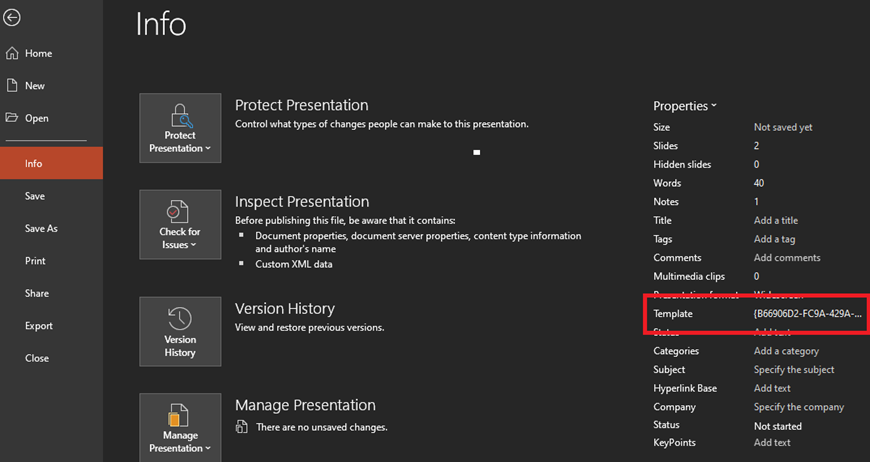 Info
Home
New
Open
Info
Save
Save As
Print
Share
Export
Close
Protect
Presentation
Protect Presentation
Control what types of changes people can make to this presentation.
Check for
Issues
Inspect Presentation
Before publishing this file, be aware that it contains:
Document properties, document server properties, content type information
and author's name
Custom XML data
Version
History
Version History
View and restore previous versions.
Manage
Presentation
Manage Presentation
There are no unsaved changes.
Properties
Size Not saved yet
Slides 2
Hidden slides 0
Words 40
Notes 1
Title Add a title
Tags Add a tag
Comments Add comments
Multimedia clips 0
Presentation format Widescreen
Template {B66906D2-FC9A-429A-...
Status Add text
Categories Add a category
Subject Specify the subject
Hyperlink Base Add text
Company Specify the company
Status Not started
KeyPoints Add text